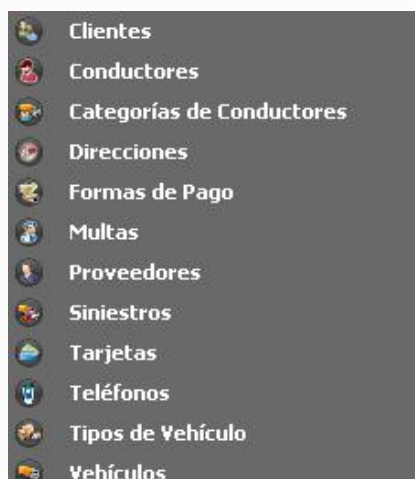 Clientes
Conductores
Categorías de Conductores
Direcciones
Formas de Pago
Multas
Proveedores
Siniestros
Tarjetas
Teléfonos
Tipos de Vehículo
Vehículos